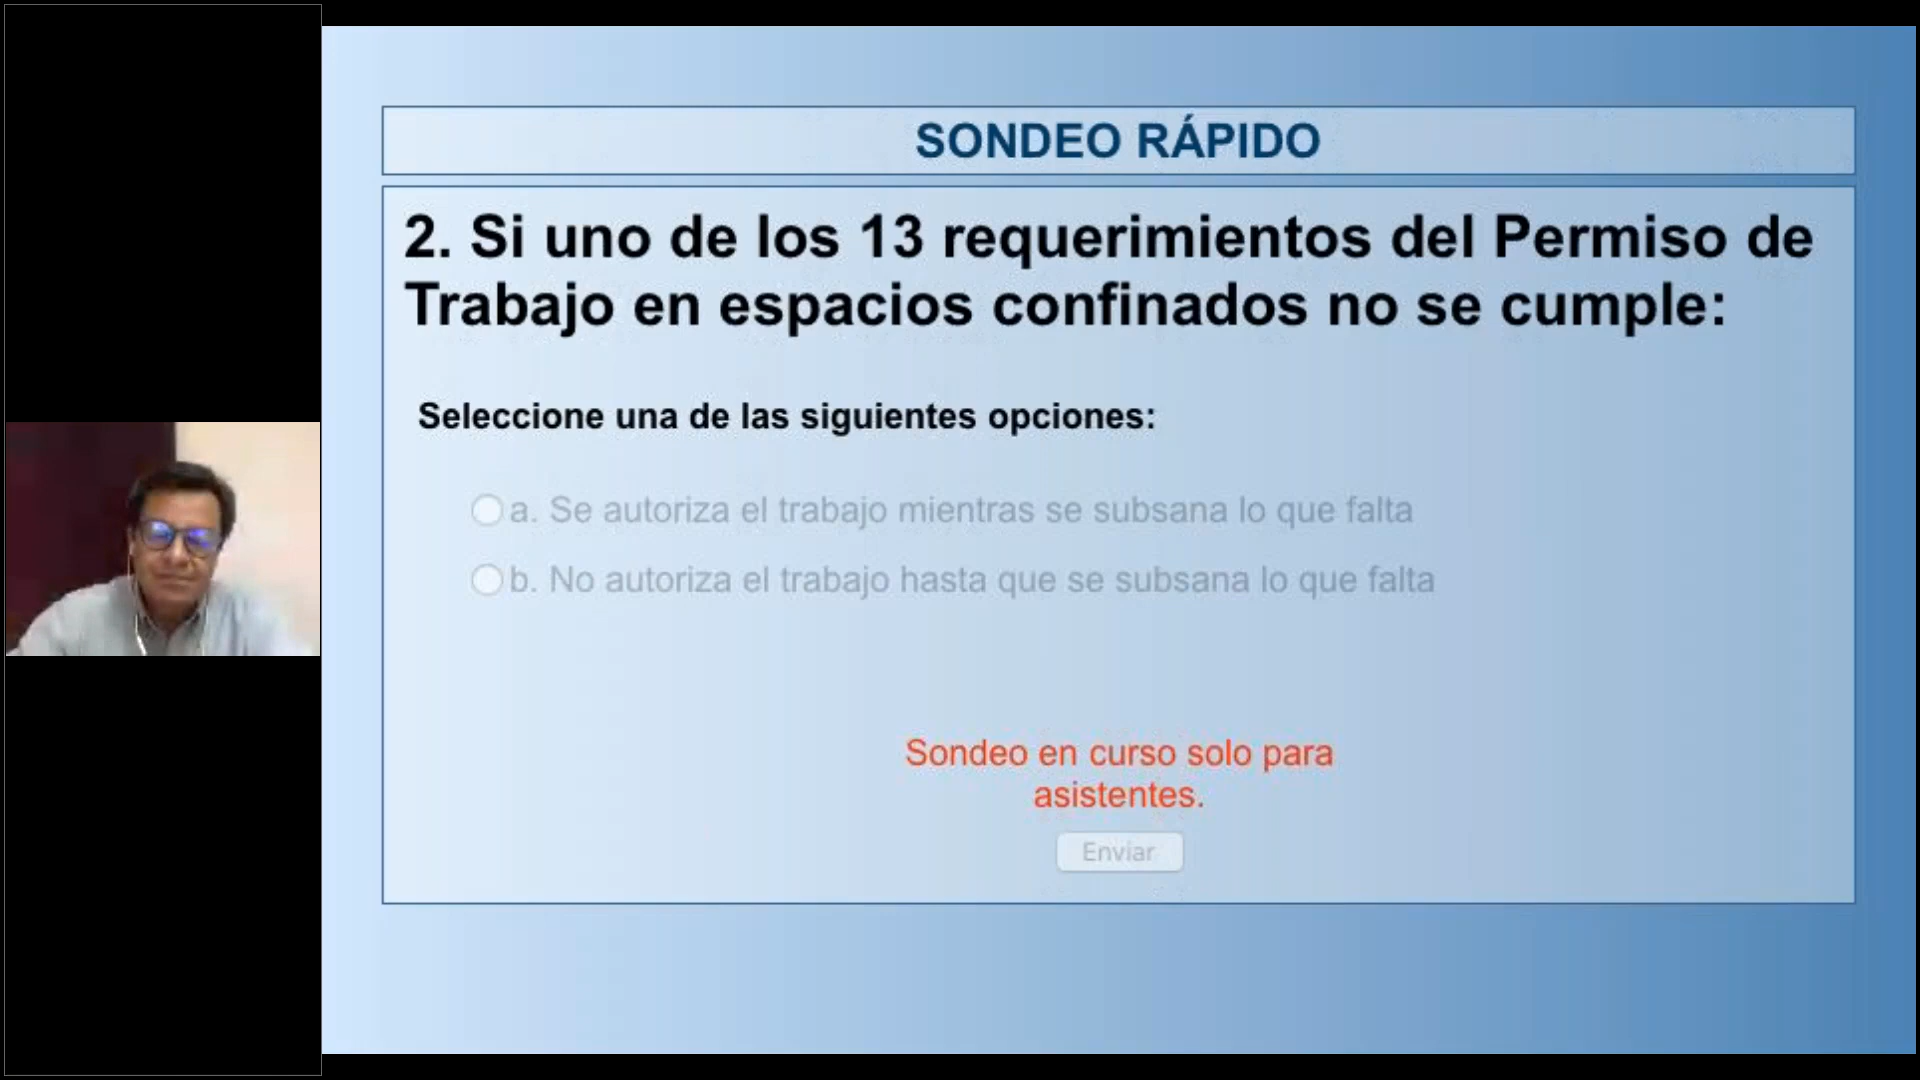 SONDEO RÁPIDO
2. Si uno de los 13 requerimientos del Permiso de
Trabajo en espacios confinados no se cumple:
Seleccione una de las siguientes opciones:
a. Se autoriza el trabajo mientras se subsana lo que falta
b. No autoriza el trabajo hasta que se subsana lo que falta
Sondeo en curso solo para
asistentes.
Enviar